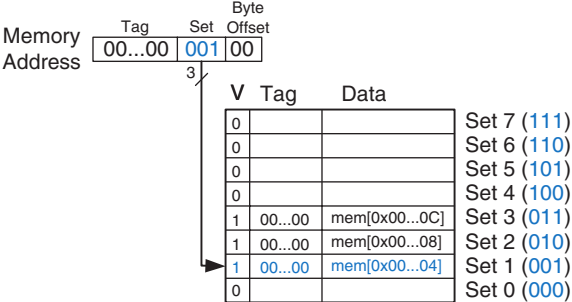 Byte
Tag Set Offset
Memory Address 00...00 001 00
3
V Tag Data
0 Set 7 (111)
0 Set 6 (110)
0 Set 5 (101)
0 Set 4 (100)
1 00...00 mem[0x00...0C] Set 3 (011)
1 00...00 mem[0x00...08] Set 2 (010)
1 00...00 mem[0x00...04] Set 1 (001)
0 Set 0 (000)